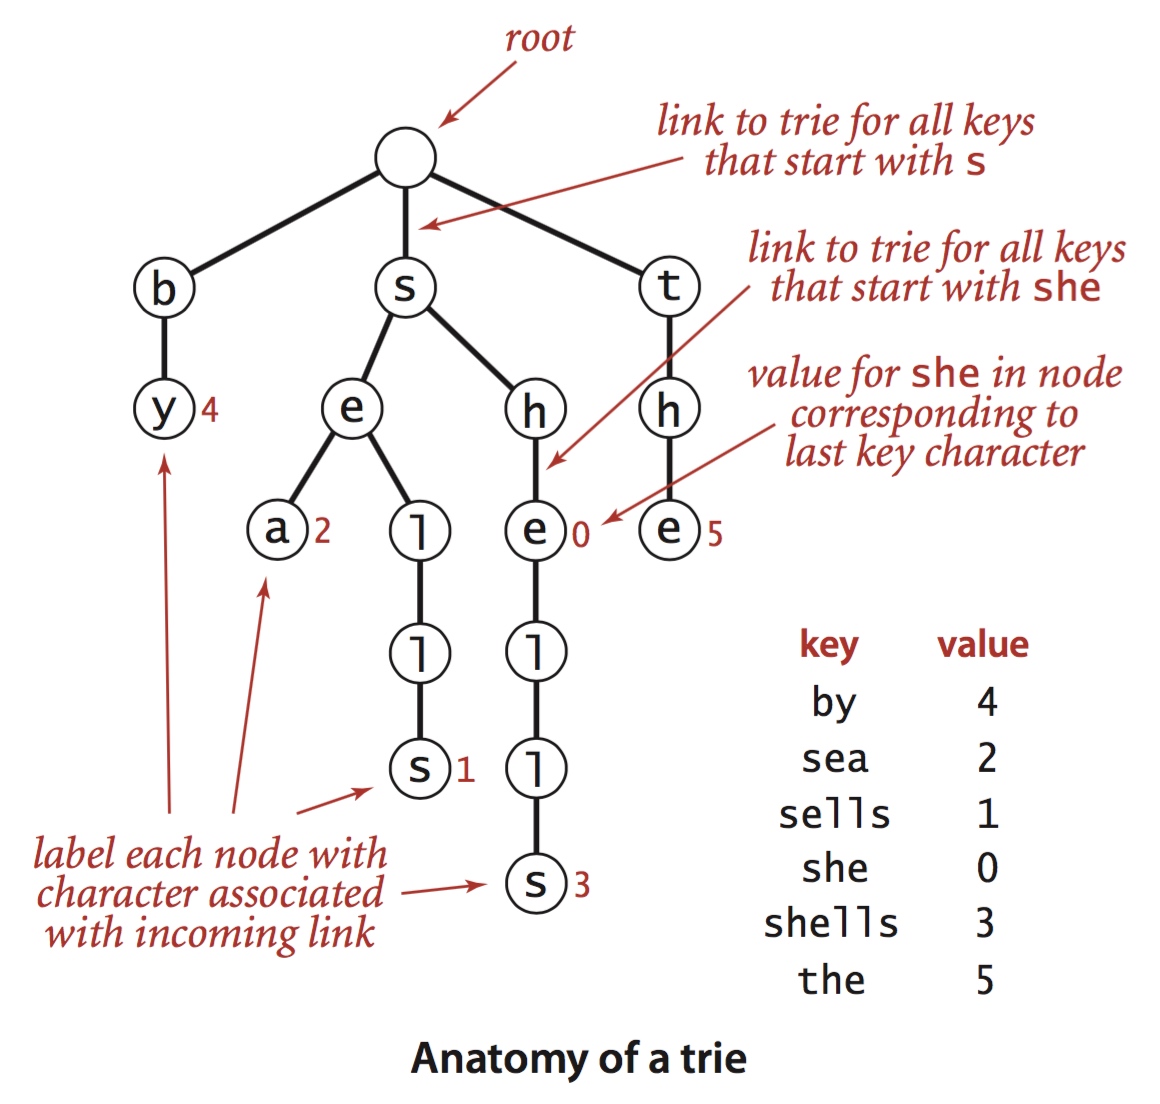 root
link to trie for all keys
that start with s
link to trie for all keys
that start with she
b
s
t
value for she in node
corresponding to
last key character
y 4
e
h
h
a 2
l
e 0
e 5
l
l
key value
by 4
s 1
l
sea 2
sells 1
label each node with
character associated
with incoming link
s 3
she 0
shells 3
the 5
Anatomy of a trie